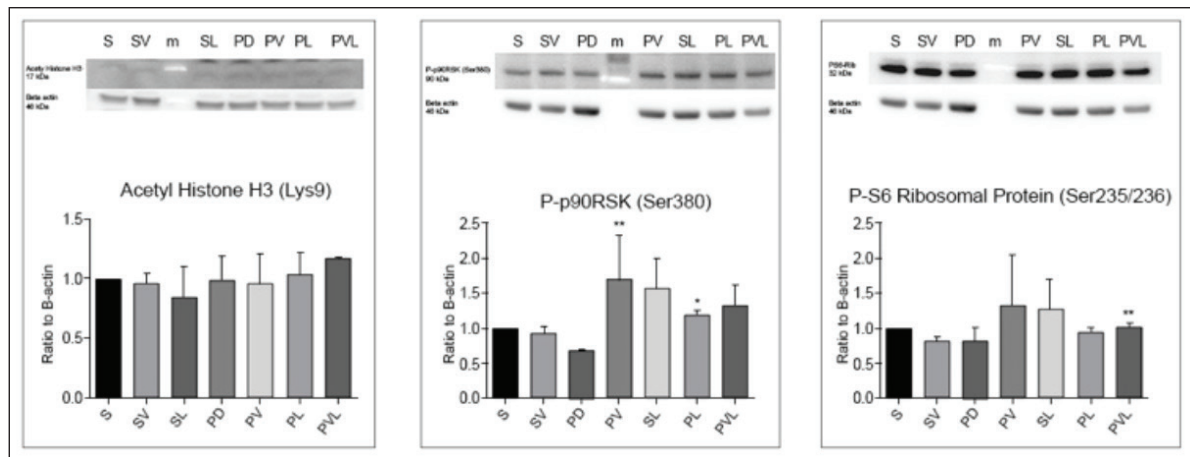 S SV m SL PD PV PL PVL
Acetyl Histone H3
17 kDa
Beta actin
46 kDa
Acetyl Histone H3 (Lys9)
Ratio to B-actin
1.5
1.0
0.5
0.0
S SV SL PD PV PL PVL
S SV PD m PV SL PL PVL
P-p90RSK (Ser380)
90 kDa
Beta actin
46 kDa
P-p90RSK (Ser380)
Ratio to B-actin
2.5
2.0
1.5
1.0
0.5
0.0
**
*
S SV PD PV SL PL PVL
S SV PD m PV SL PL PVL
PS6-Rib
32 kDa
Beta actin
46 kDa
P-S6 Ribosomal Protein (Ser235/236)
Ratio to B-actin
2.5
2.0
1.5
1.0
0.5
0.0
**
S SV PD PV SL PL PVL